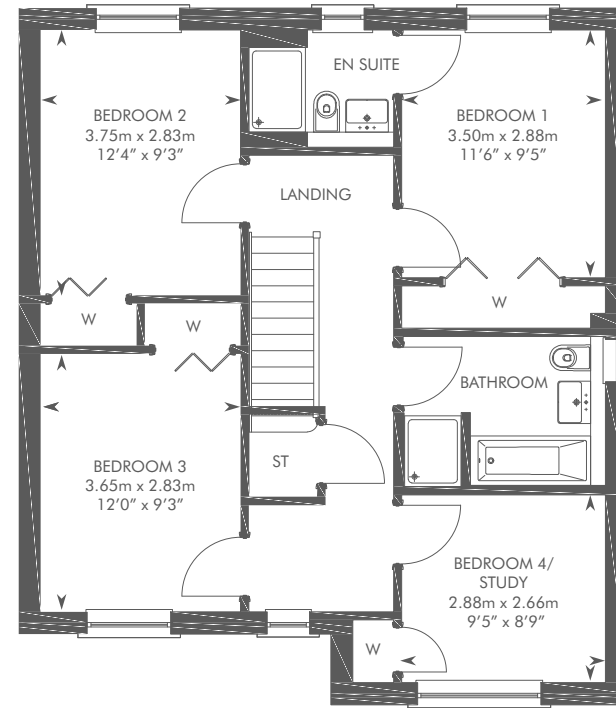 EN SUITE
BEDROOM 2
3.75m x 2.83m
12’4” x 9’3”
BEDROOM 1
3.50m x 2.88m
11’6” x 9’5”
LANDING
W
W
W
BATHROOM
BEDROOM 3
3.65m x 2.83m
12’0” x 9’3”
ST
BEDROOM 4/
STUDY
2.88m x 2.66m
9’5” x 8’9”
W